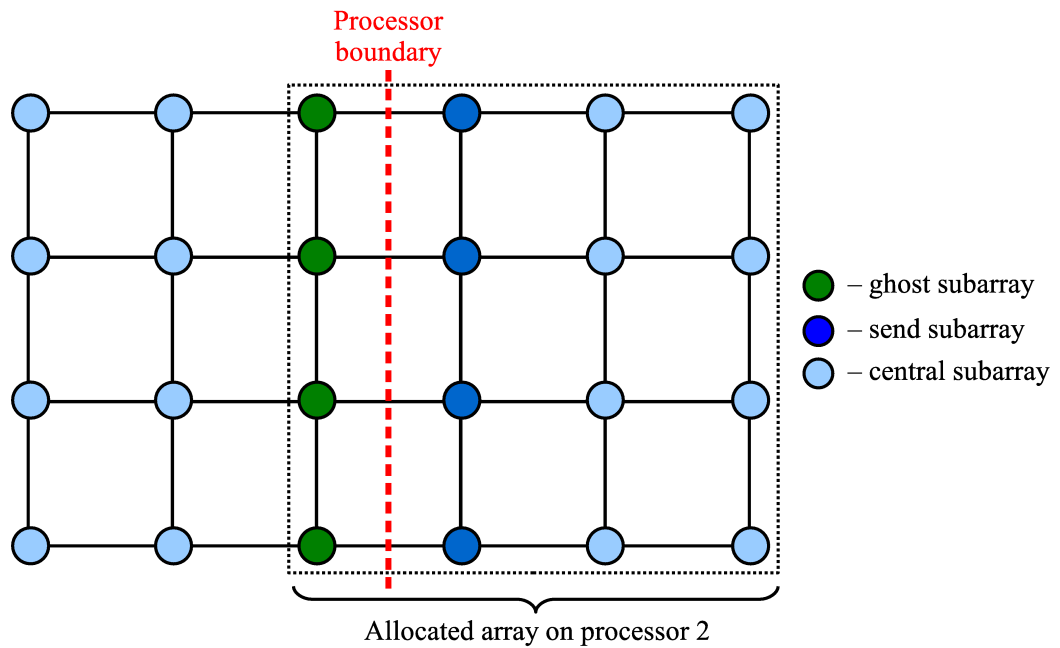 Processor
boundary
– ghost subarray
– send subarray
– central subarray
Allocated array on processor 2